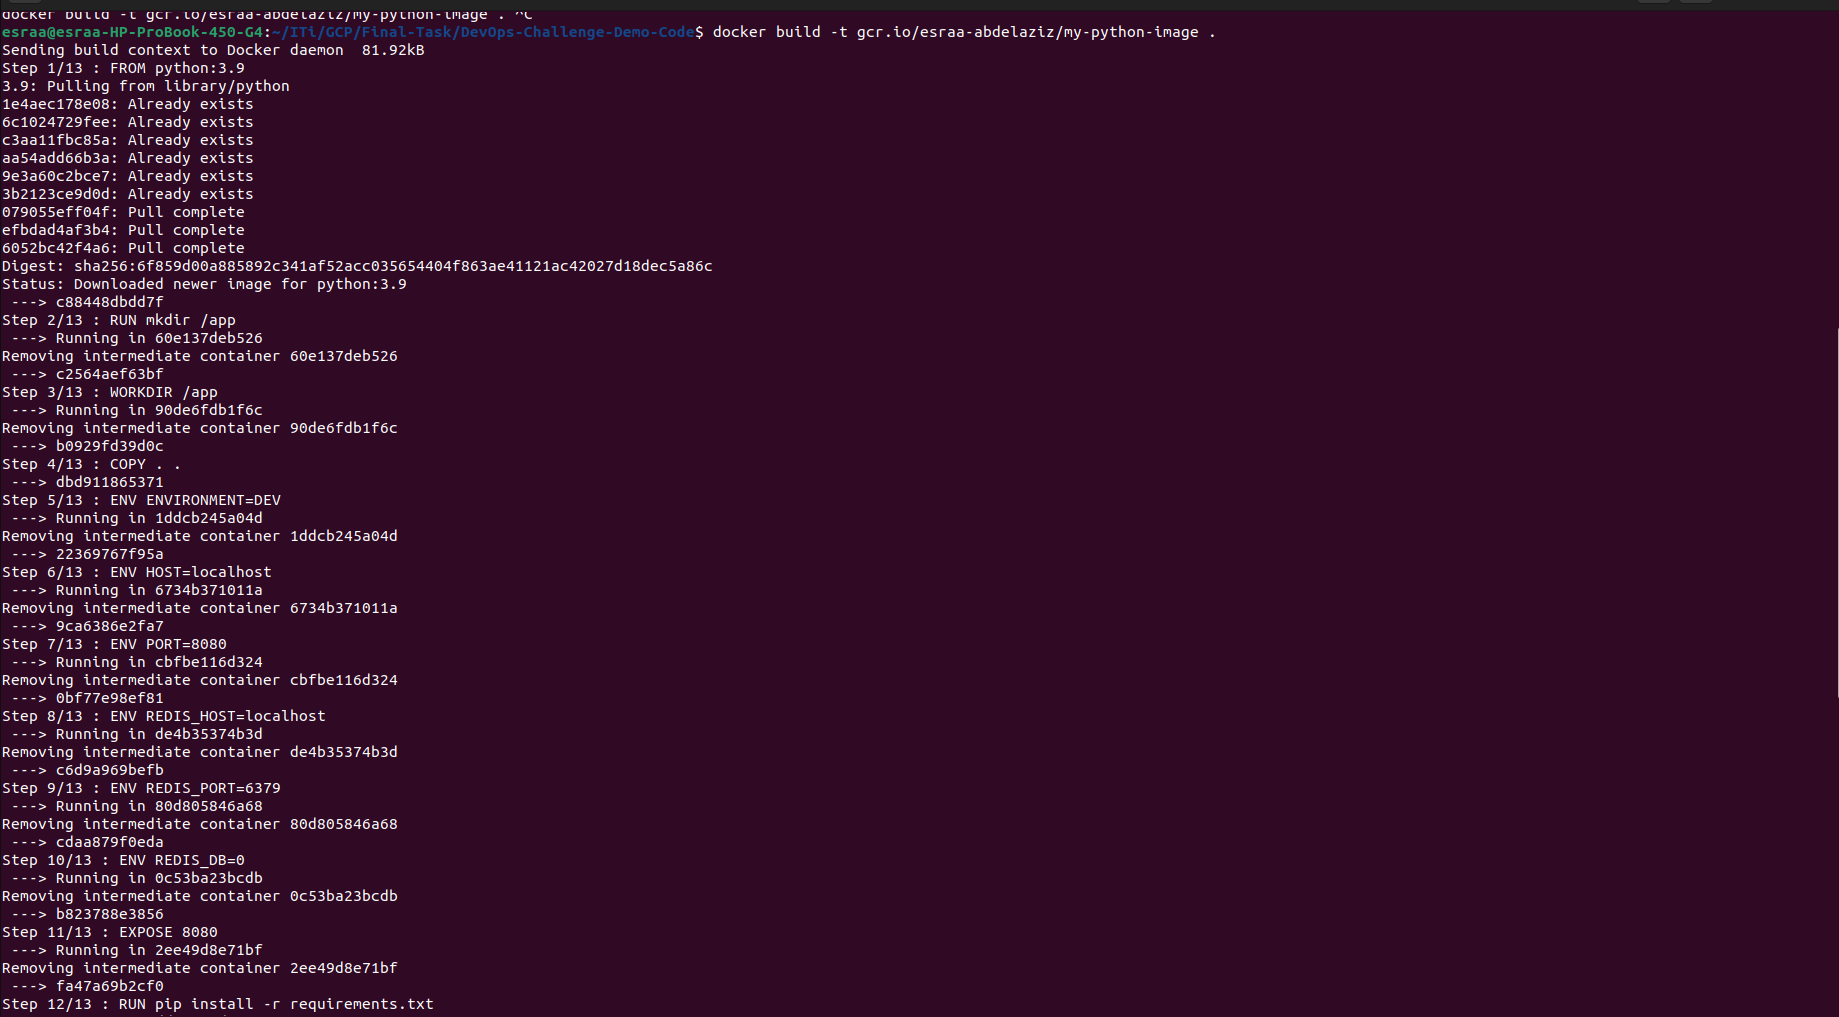 docker build -t gcr.io/esraa-abdelaziz/my-python-image . ^C
esraa@esraa-HP-ProBook-450-G4:~/ITi/GCP/Final-Task/DevOps-Challenge-Demo-Code$ docker build -t gcr.io/esraa-abdelaziz/my-python-image .
Sending build context to Docker daemon  81.92kB
Step 1/13 : FROM python:3.9
3.9: Pulling from library/python
1e4aec178e08: Already exists
6c1024729fee: Already exists
c3aa11fbc85a: Already exists
aa54add66b3a: Already exists
9e3a60c2bce7: Already exists
3b2123ce9d0d: Already exists
079055eff04f: Pull complete
efbdad4af3b4: Pull complete
6052bc42f4a6: Pull complete
Digest: sha256:6f859d00a885892c341af52acc035654404f863ae41121ac42027d18dec5a86c
Status: Downloaded newer image for python:3.9
 ---> c88448dbdd7f
Step 2/13 : RUN mkdir /app
 ---> Running in 60e137deb526
Removing intermediate container 60e137deb526
 ---> c2564aef63bf
Step 3/13 : WORKDIR /app
 ---> Running in 90de6fdb1f6c
Removing intermediate container 90de6fdb1f6c
 ---> b0929fd39d0c
Step 4/13 : COPY . .
 ---> dbd911865371
Step 5/13 : ENV ENVIRONMENT=DEV
 ---> Running in 1ddcb245a04d
Removing intermediate container 1ddcb245a04d
 ---> 22369767f95a
Step 6/13 : ENV HOST=localhost
 ---> Running in 6734b371011a
Removing intermediate container 6734b371011a
 ---> 9ca6386e2fa7
Step 7/13 : ENV PORT=8080
 ---> Running in cbfbe116d324
Removing intermediate container cbfbe116d324
 ---> 0bf77e98ef81
Step 8/13 : ENV REDIS_HOST=localhost
 ---> Running in de4b35374b3d
Removing intermediate container de4b35374b3d
 ---> c6d9a969befb
Step 9/13 : ENV REDIS_PORT=6379
 ---> Running in 80d805846a68
Removing intermediate container 80d805846a68
 ---> cdaa879f0eda
Step 10/13 : ENV REDIS_DB=0
 ---> Running in 0c53ba23bcdb
Removing intermediate container 0c53ba23bcdb
 ---> b823788e3856
Step 11/13 : EXPOSE 8080
 ---> Running in 2ee49d8e71bf
Removing intermediate container 2ee49d8e71bf
 ---> fa47a69b2cf0
Step 12/13 : RUN pip install -r requirements.txt